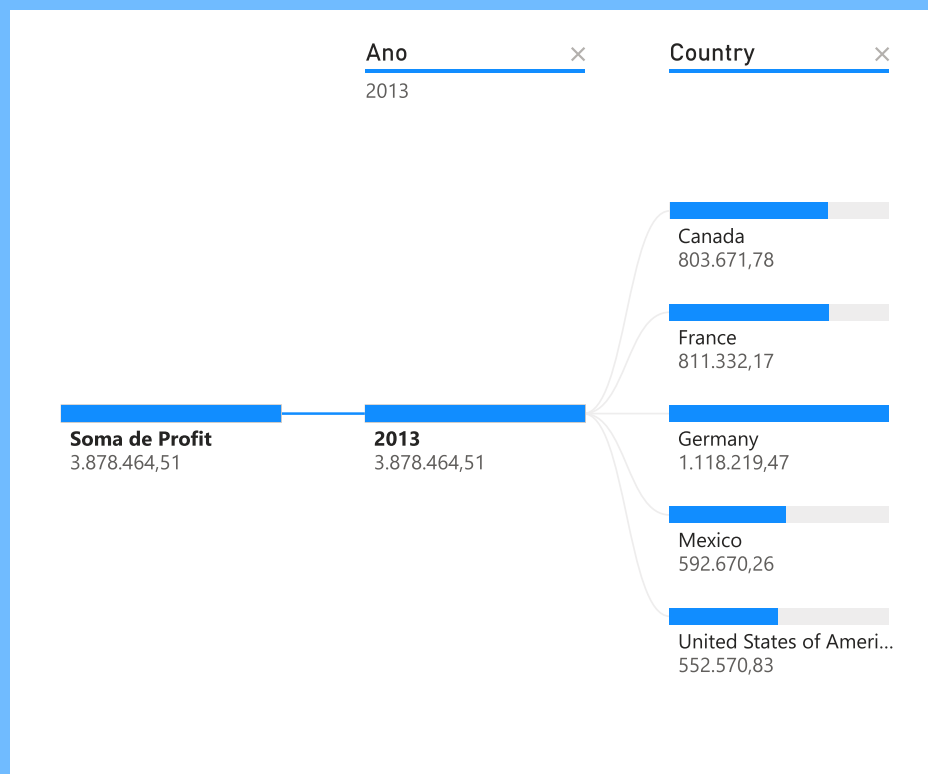 Ano
2013
Country
Canada
803.671,78
France
811.332,17
Soma de Profit
3.878.464,51
2013
3.878.464,51
Germany
1.118.219,47
Mexico
592.670,26
United States of Ameri...
552.570,83